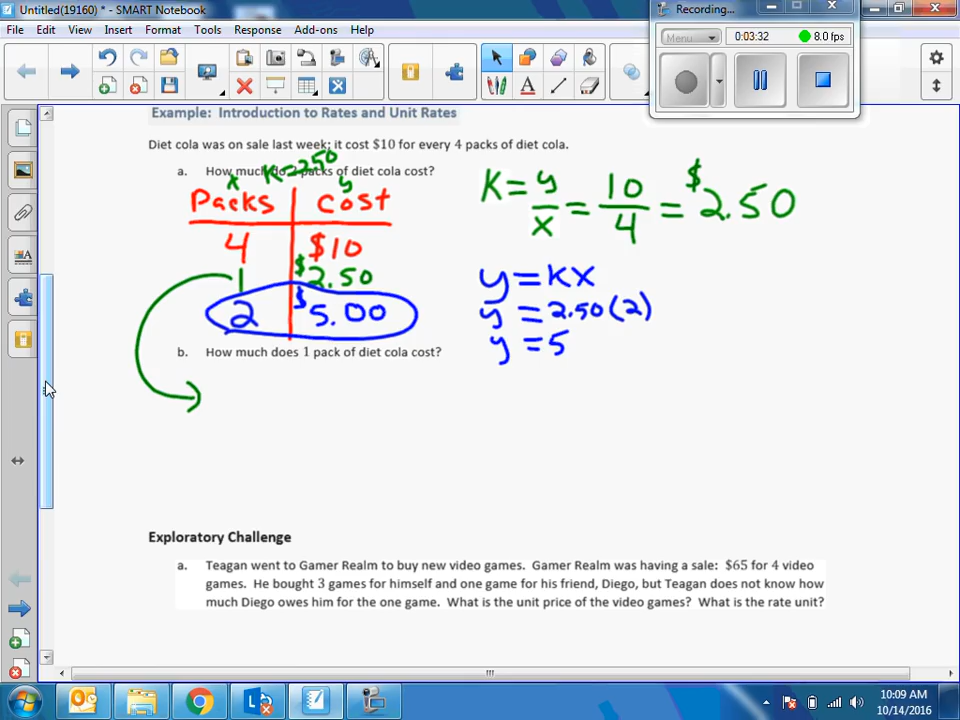 Untitled(19160) * - SMART Notebook
File Edit View Insert Format Tools Response Add-ons Help
Recording...
Menu 0:03:32 8.0 fps
Example: Introduction to Rates and Unit Rates
Diet cola was on sale last week; it cost $10 for every 4 packs of diet cola.
a. How much do 2 packs of diet cola cost?
K=2.50
x y
Packs Cost
4 $10
1 $2.50
2 $5.00
K = y/x = 10/4 = $2.50
y = KX
y = 2.50(2)
y = 5
b. How much does 1 pack of diet cola cost?
Exploratory Challenge
a. Teagan went to Gamer Realm to buy new video games. Gamer Realm was having a sale: $65 for 4 video
games. He bought 3 games for himself and one game for his friend, Diego, but Teagan does not know how
much Diego owes him for the one game. What is the unit price of the video games? What is the rate unit?
10:09 AM
10/14/2016